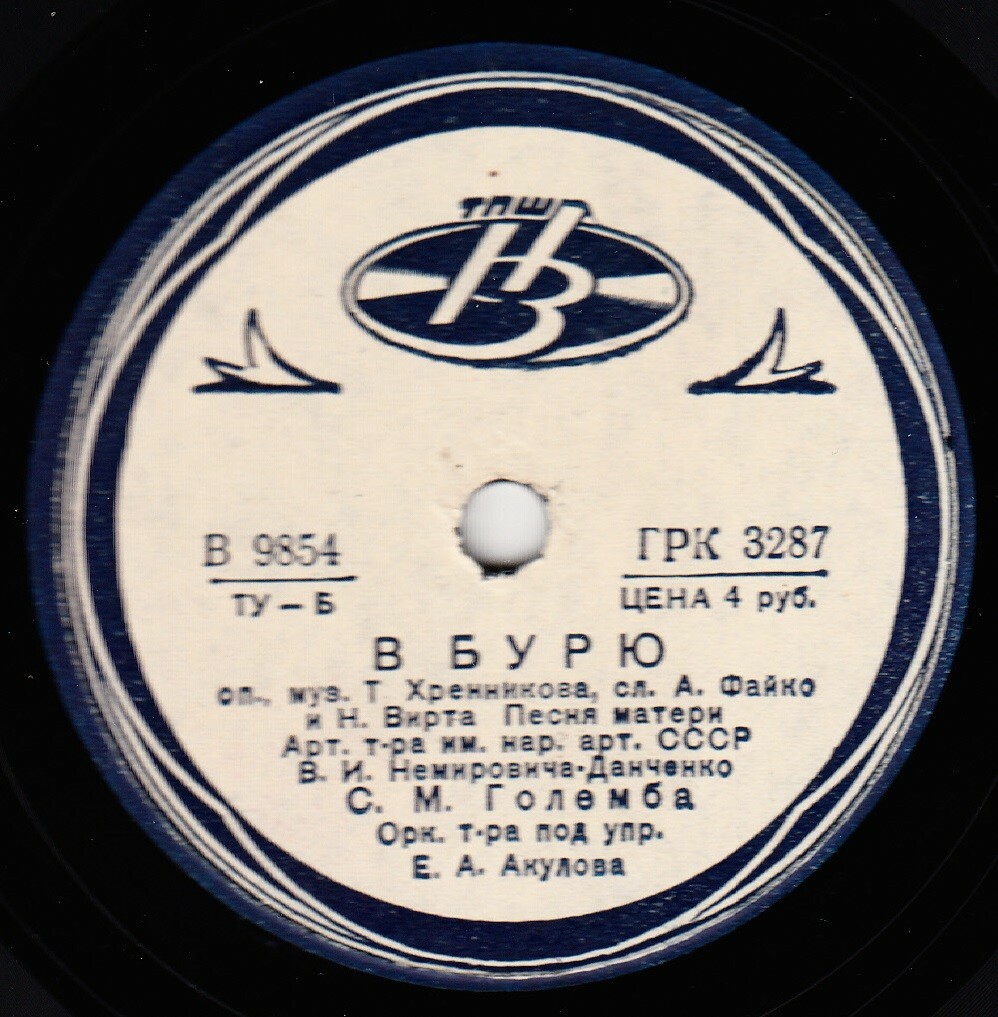 НЗ
В 9854
ТУ – Б
ГРК 3287
ЦЕНА 4 руб.
В БУРЮ
оп., муз. Т Хренникова, сл. А. Файко
и Н. Вирта Песня матери
Арт. т-ра им. нар. арт. СССР
В. И. Немировича-Данченко
С. М. Големба
Орк. т-ра под упр.
Е. А. Акулова